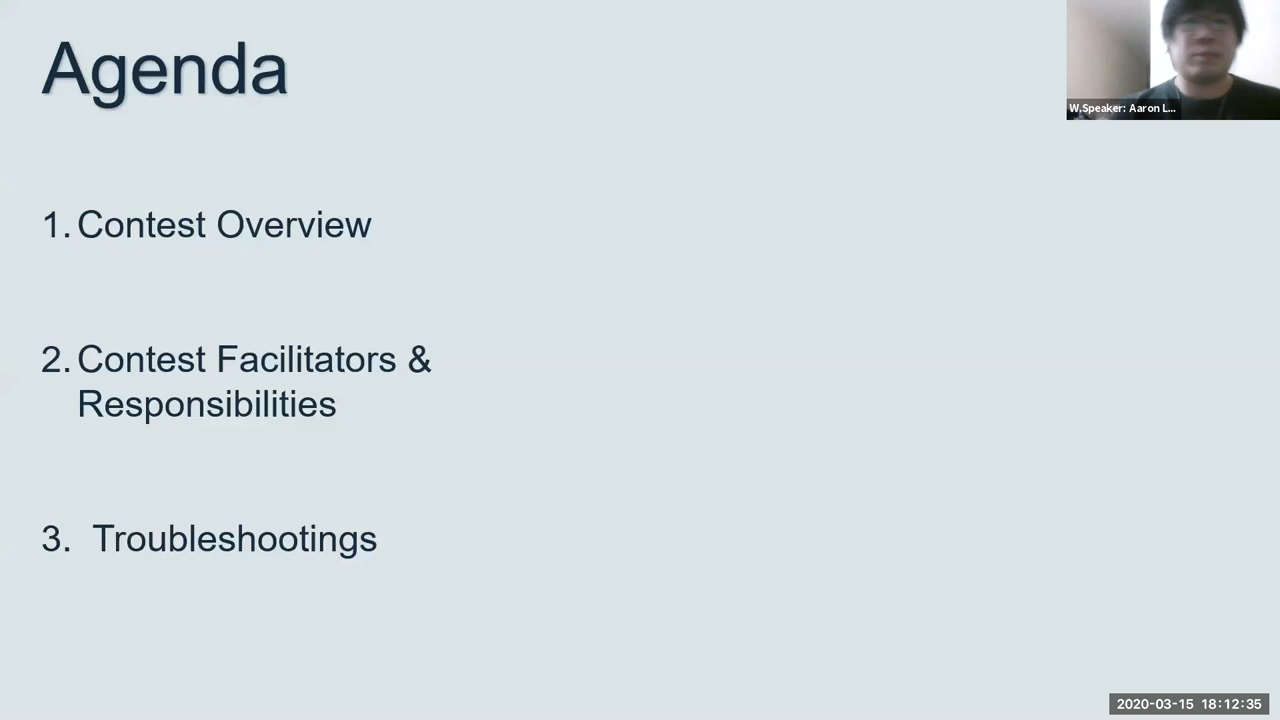 Agenda
W.Speaker: Aaron L...
1. Contest Overview
2. Contest Facilitators &
Responsibilities
3. Troubleshootings
2020-03-15 18:12:35